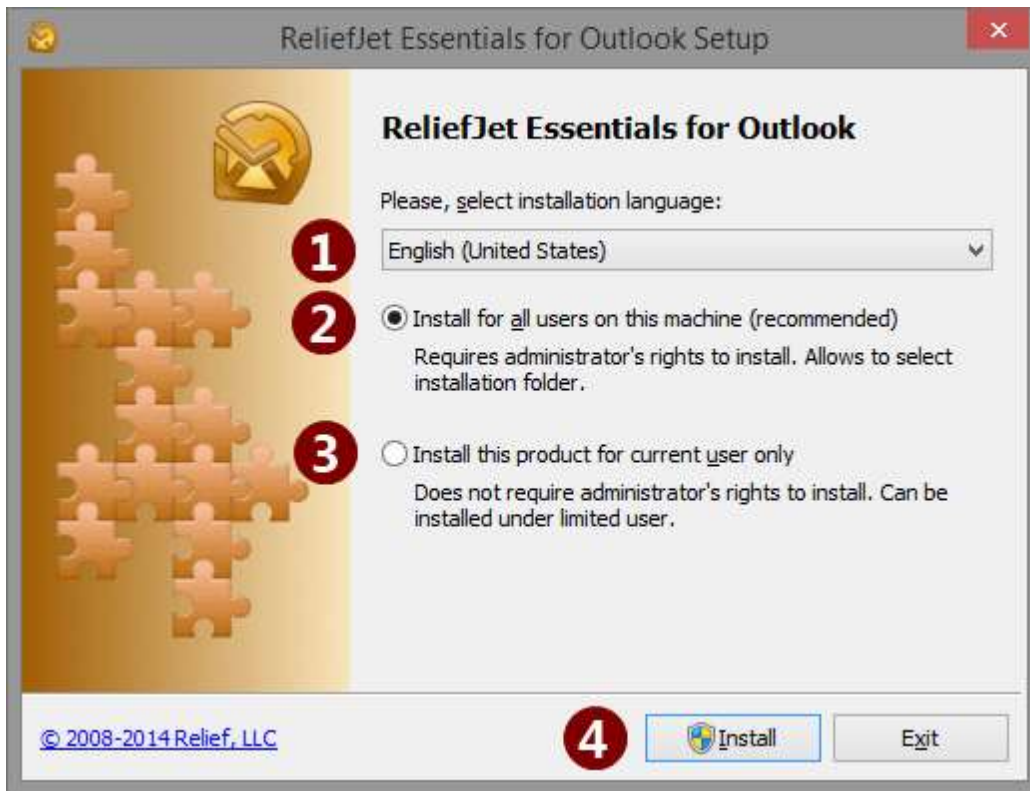 ReliefJet Essentials for Outlook Setup
ReliefJet Essentials for Outlook
Please, select installation language:
1
English (United States)
2
Install for all users on this machine (recommended)
Requires administrator's rights to install. Allows to select
installation folder.
3
Install this product for current user only
Does not require administrator's rights to install. Can be
installed under limited user.
© 2008-2014 Relief, LLC
4
Install
Exit